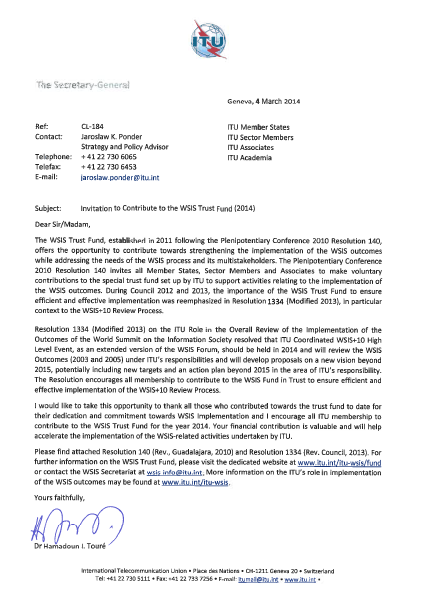 ITU
The Secretary-General
Geneva, 4 March 2014
Ref: CL-184
Contact: Jaroslaw K. Ponder
Strategy and Policy Advisor
Telephone: + 41 22 730 6065
Telefax: + 41 22 730 6453
E-mail: jaroslaw.ponder@itu.int
ITU Member States
ITU Sector Members
ITU Associates
ITU Academia
Subject: Invitation to Contribute to the WSIS Trust Fund (2014)
Dear Sir/Madam,
The WSIS Trust Fund, established in 2011 following the Plenipotentiary Conference 2010 Resolution 140,
offers the opportunity to contribute towards strengthening the implementation of the WSIS outcomes
while addressing the needs of the WSIS process and its multistakeholders. The Plenipotentiary Conference
2010 Resolution 140 invites all Member States, Sector Members and Associates to make voluntary
contributions to the special trust fund set up by ITU to support activities relating to the implementation of
the WSIS outcomes. During Council 2012 and 2013, the importance of the WSIS Trust Fund to ensure
efficient and effective implementation was reemphasized in Resolution 1334 (Modified 2013), in particular
context to the WSIS+10 Review Process.
Resolution 1334 (Modified 2013) on the ITU Role in the Overall Review of the Implementation of the
Outcomes of the World Summit on the Information Society resolved that ITU Coordinated WSIS+10 High
Level Event, as an extended version of the WSIS Forum, should be held in 2014 and will review the WSIS
Outcomes (2003 and 2005) under ITU's responsibilities and will develop proposals on a new vision beyond
2015, potentially including new targets and an action plan beyond 2015 in the area of ITU's responsibility.
The Resolution encourages all membership to contribute to the WSIS Fund in Trust to ensure efficient and
effective implementation of the WSIS+10 Review Process.
I would like to take this opportunity to thank all those who contributed towards the trust fund to date for
their dedication and commitment towards WSIS Implementation and I encourage all ITU membership to
contribute to the WSIS Trust Fund for the year 2014. Your financial contribution is valuable and will help
accelerate the implementation of the WSIS-related activities undertaken by ITU.
Please find attached Resolution 140 (Rev., Guadalajara, 2010) and Resolution 1334 (Rev. Council, 2013). For
further information on the WSIS Trust Fund, please visit the dedicated website at www.itu.int/itu-wsis/fund
or contact the WSIS Secretariat at wsis-info@itu.int. More information on the ITU's role in implementation
of the WSIS outcomes may be found at www.itu.int/itu-wsis.
Yours faithfully,
Dr Hamadoun I. Touré
International Telecommunication Union • Place des Nations • CH-1211 Geneva 20 • Switzerland
Tel: +41 22 730 5111 • Fax: +41 22 733 7256 • E-mail: itumail@itu.int • www.itu.int •